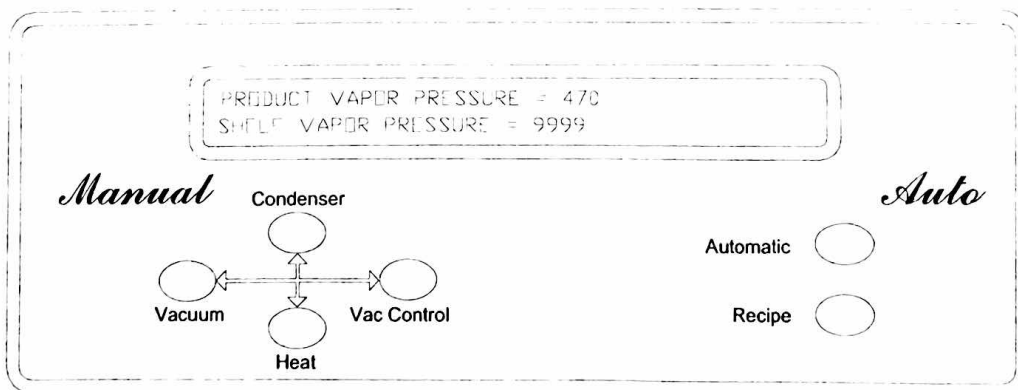 PRODUCT VAPOR PRESSURE = 470
SHELF VAPOR PRESSURE = 9999
Manual
Auto
Condenser
Automatic
Vacuum
Vac Control
Recipe
Heat